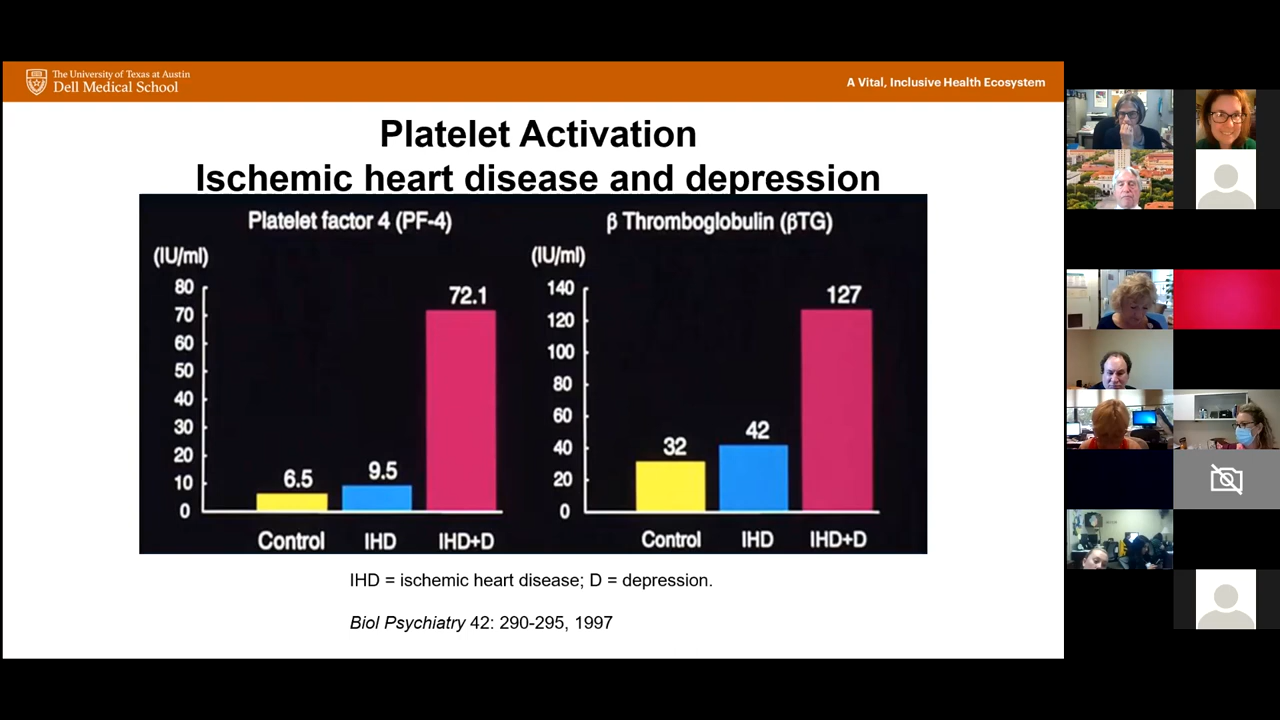 The University of Texas at Austin
Dell Medical School
A Vital, Inclusive Health Ecosystem
Platelet Activation
Ischemic heart disease and depression
Platelet factor 4 (PF-4)
(IU/ml)
80
70
60
50
40
30
20
10
0
6.5
9.5
72.1
Control
IHD
IHD+D
β Thromboglobulin (βTG)
(IU/ml)
140
120
100
80
60
40
20
0
32
42
127
Control
IHD
IHD+D
IHD = ischemic heart disease; D = depression.
Biol Psychiatry 42: 290-295, 1997